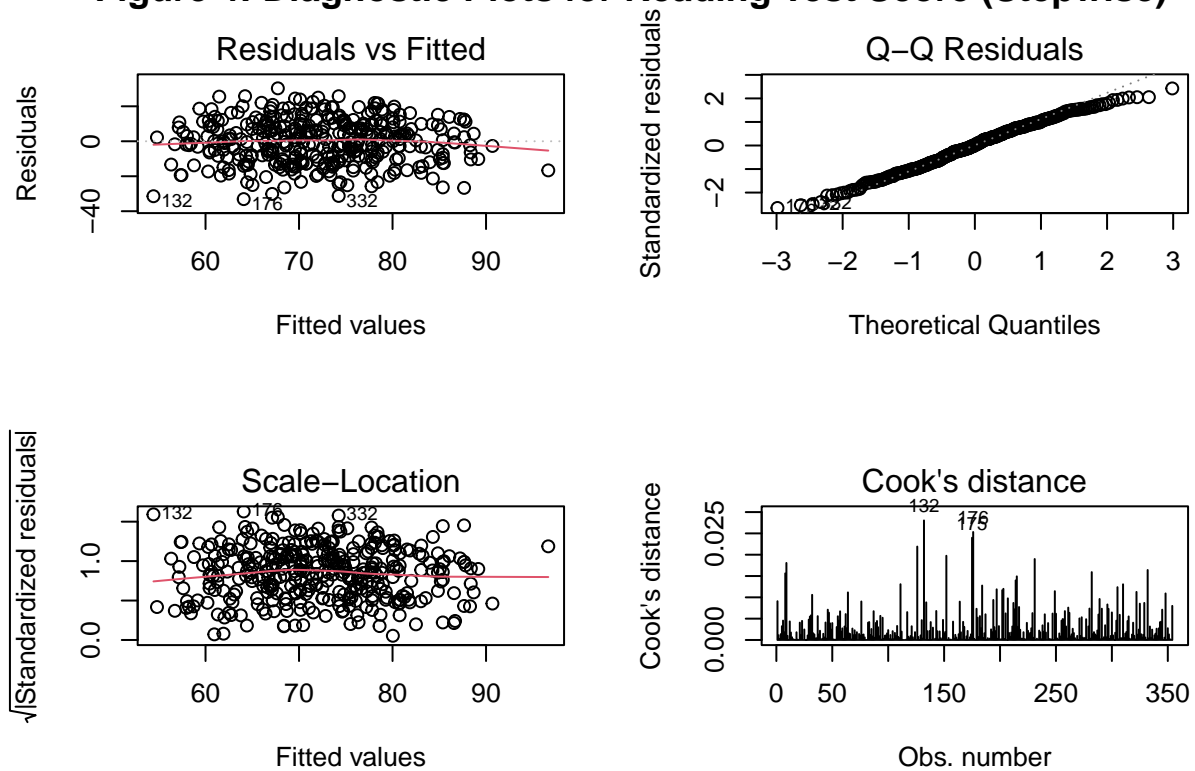 Figure 4. Diagnostic Plots for Reading Test Score (Stepwise)
Residuals vs Fitted
Residuals
0
−40
132
176
332
60 70 80 90
Fitted values
Q−Q Residuals
Standardized residuals
2
0
−2
−3 −2 −1 0 1 2 3
Theoretical Quantiles
Scale−Location
√|Standardized residuals|
1.0
0.0
132
176
332
60 70 80 90
Fitted values
Cook's distance
Cook's distance
0.025
0.000
132
176
175
0 50 150 250 350
Obs. number